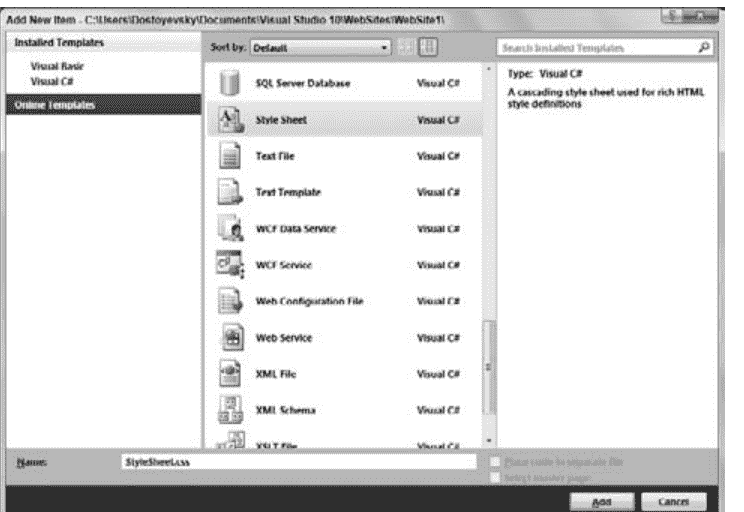 Add New Item - C:\Users\Dostoyevsky\Documents\Visual Studio 10\WebSites\WebSite1\
Installed Templates
Visual Basic
Visual C#
Online Templates
Sort by: Default
Search Installed Templates
SQL Server Database Visual C#
Style Sheet Visual C#
Text File Visual C#
Text Template Visual C#
WCF Data Service Visual C#
WCF Service Visual C#
Web Configuration File Visual C#
Web Service Visual C#
XML File Visual C#
XML Schema Visual C#
XSLT File Visual C#
Type: Visual C#
A cascading style sheet used for rich HTML
style definitions
Name: StyleSheet.css
Place code in separate file
Select master page
Add Cancel